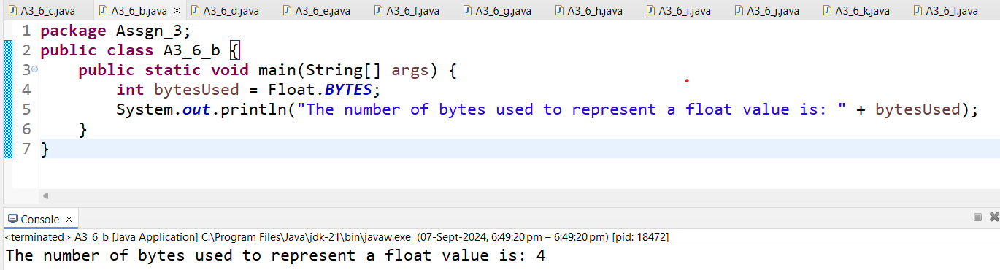 A3_6_c.java A3_6_b.java A3_6_d.java A3_6_e.java A3_6_f.java A3_6_g.java A3_6_h.java A3_6_i.java A3_6_j.java A3_6_k.java A3_6_l.java
1 package Assgn_3;
2 public class A3_6_b {
3 public static void main(String[] args) {
4 int bytesUsed = Float.BYTES;
5 System.out.println("The number of bytes used to represent a float value is: " + bytesUsed);
6 }
7 }
Console
<terminated> A3_6_b [Java Application] C:\Program Files\Java\jdk-21\bin\javaw.exe (07-Sept-2024, 6:49:20 pm – 6:49:20 pm) [pid: 18472]
The number of bytes used to represent a float value is: 4